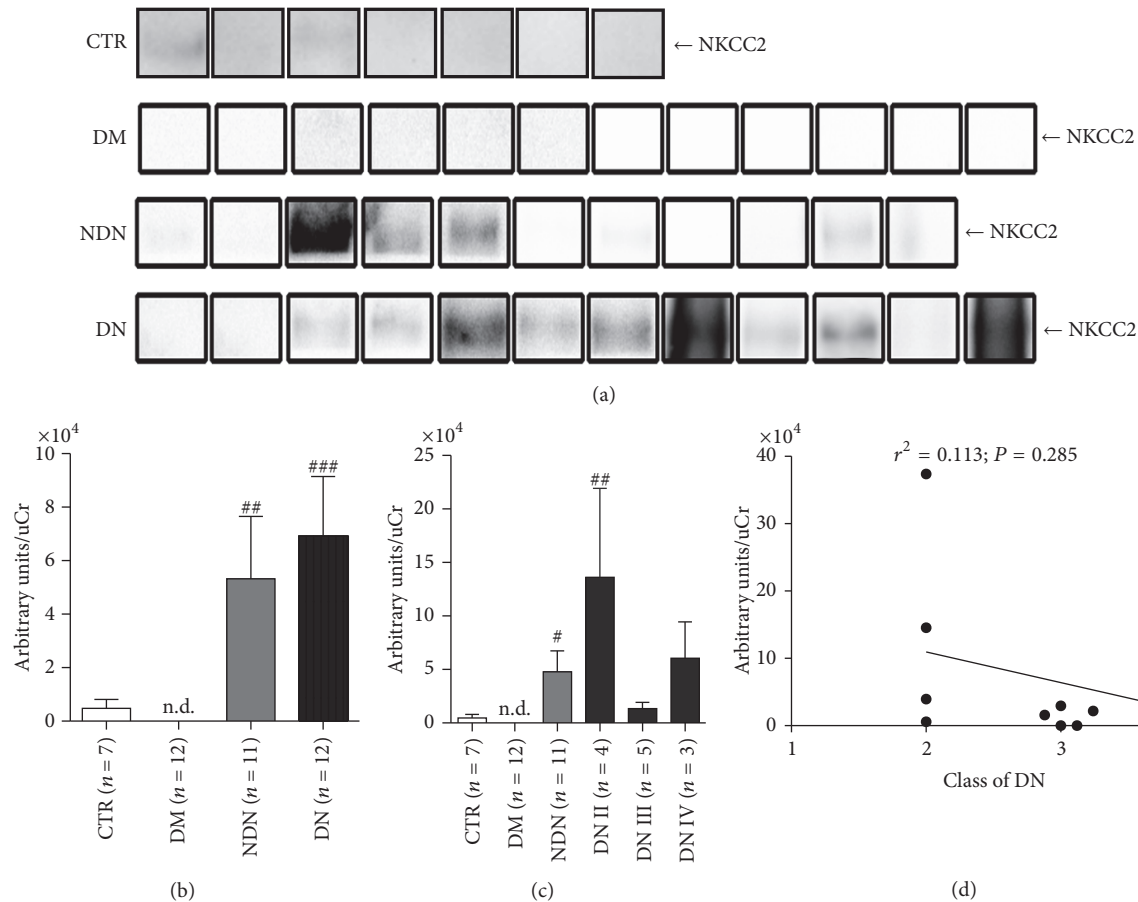 CTR ← NKCC2
DM ← NKCC2
NDN ← NKCC2
DN ← NKCC2
(a)
×10⁴
10
8
6
4
2
0
Arbitrary units/uCr
n.d.
##
###
CTR (n = 7)
DM (n = 12)
NDN (n = 11)
DN (n = 12)
(b)
×10⁴
25
20
15
10
5
0
Arbitrary units/uCr
n.d.
#
##
CTR (n = 7)
DM (n = 12)
NDN (n = 11)
DN II (n = 4)
DN III (n = 5)
DN IV (n = 3)
(c)
×10⁴
r² = 0.113; P = 0.285
40
30
20
10
0
Arbitrary units/uCr
1 2 3
Class of DN
(d)